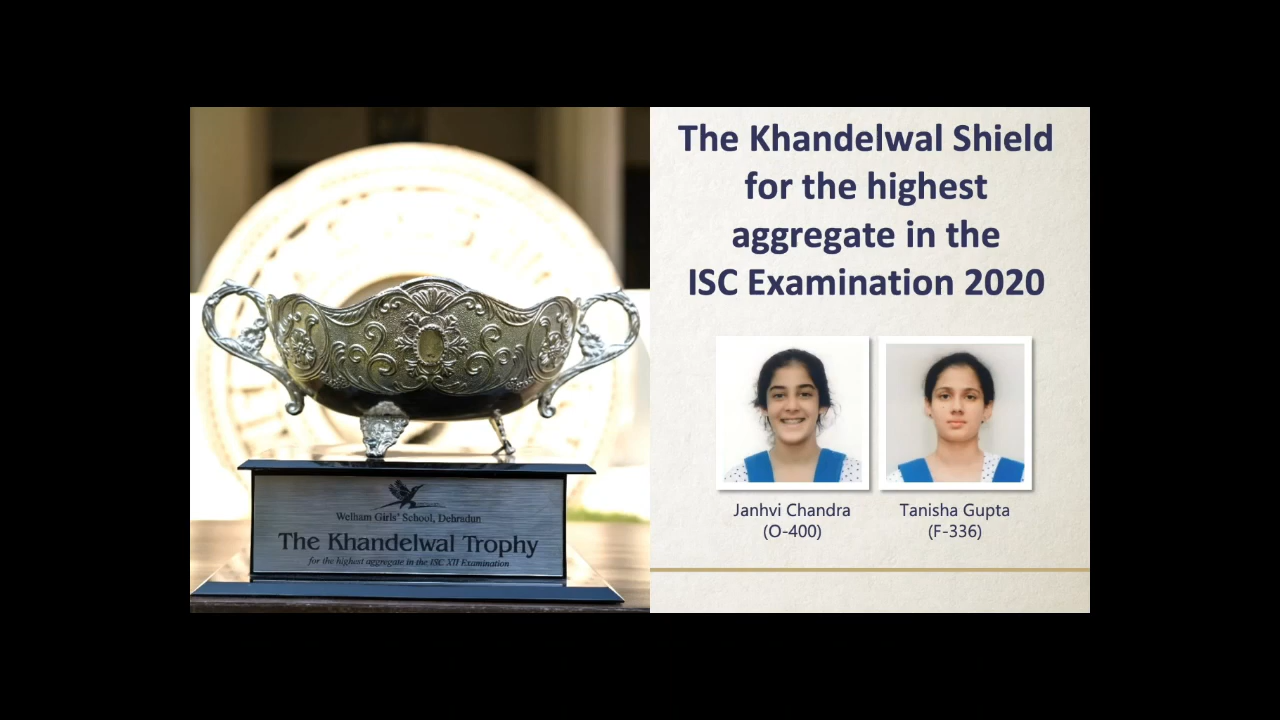 The Khandelwal Shield
for the highest
aggregate in the
ISC Examination 2020
Janhvi Chandra
(O-400)
Tanisha Gupta
(F-336)
Welham Girls' School, Dehradun
The Khandelwal Trophy
for the highest aggregate in the ISC XII Examination